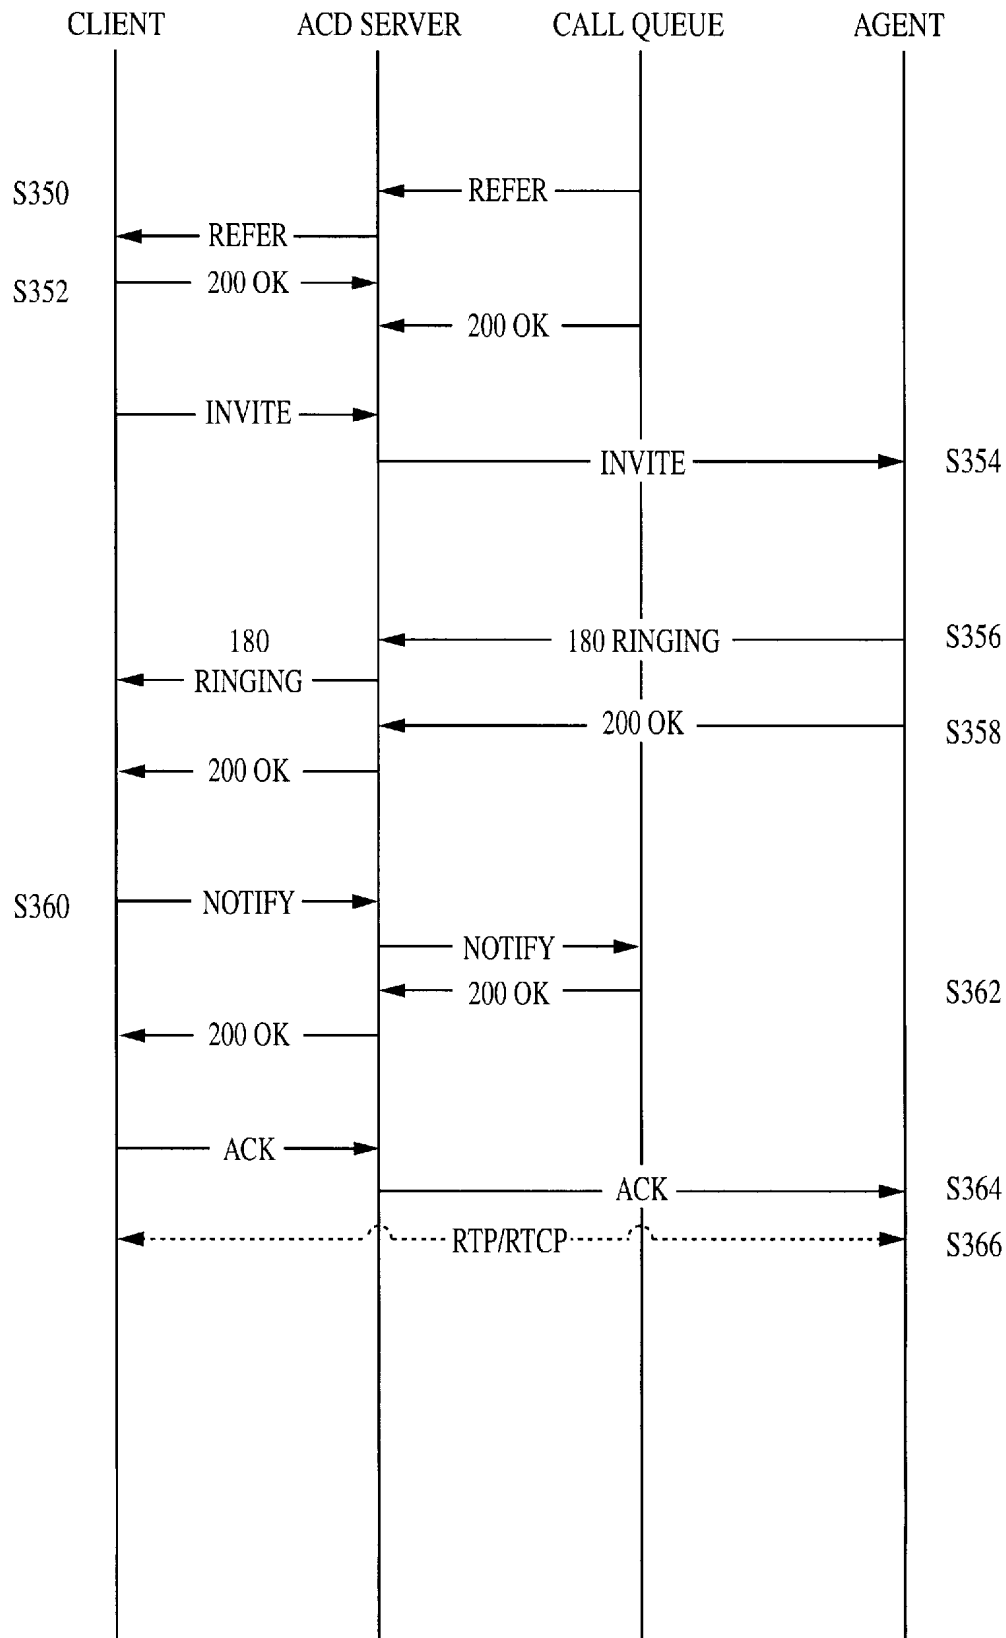 CLIENT ACD SERVER CALL QUEUE AGENT
S350 REFER
REFER
S352 200 OK
200 OK
INVITE
INVITE S354
180 180 RINGING S356
RINGING
200 OK S358
200 OK
S360 NOTIFY
NOTIFY
200 OK S362
200 OK
ACK
ACK S364
RTP/RTCP S366